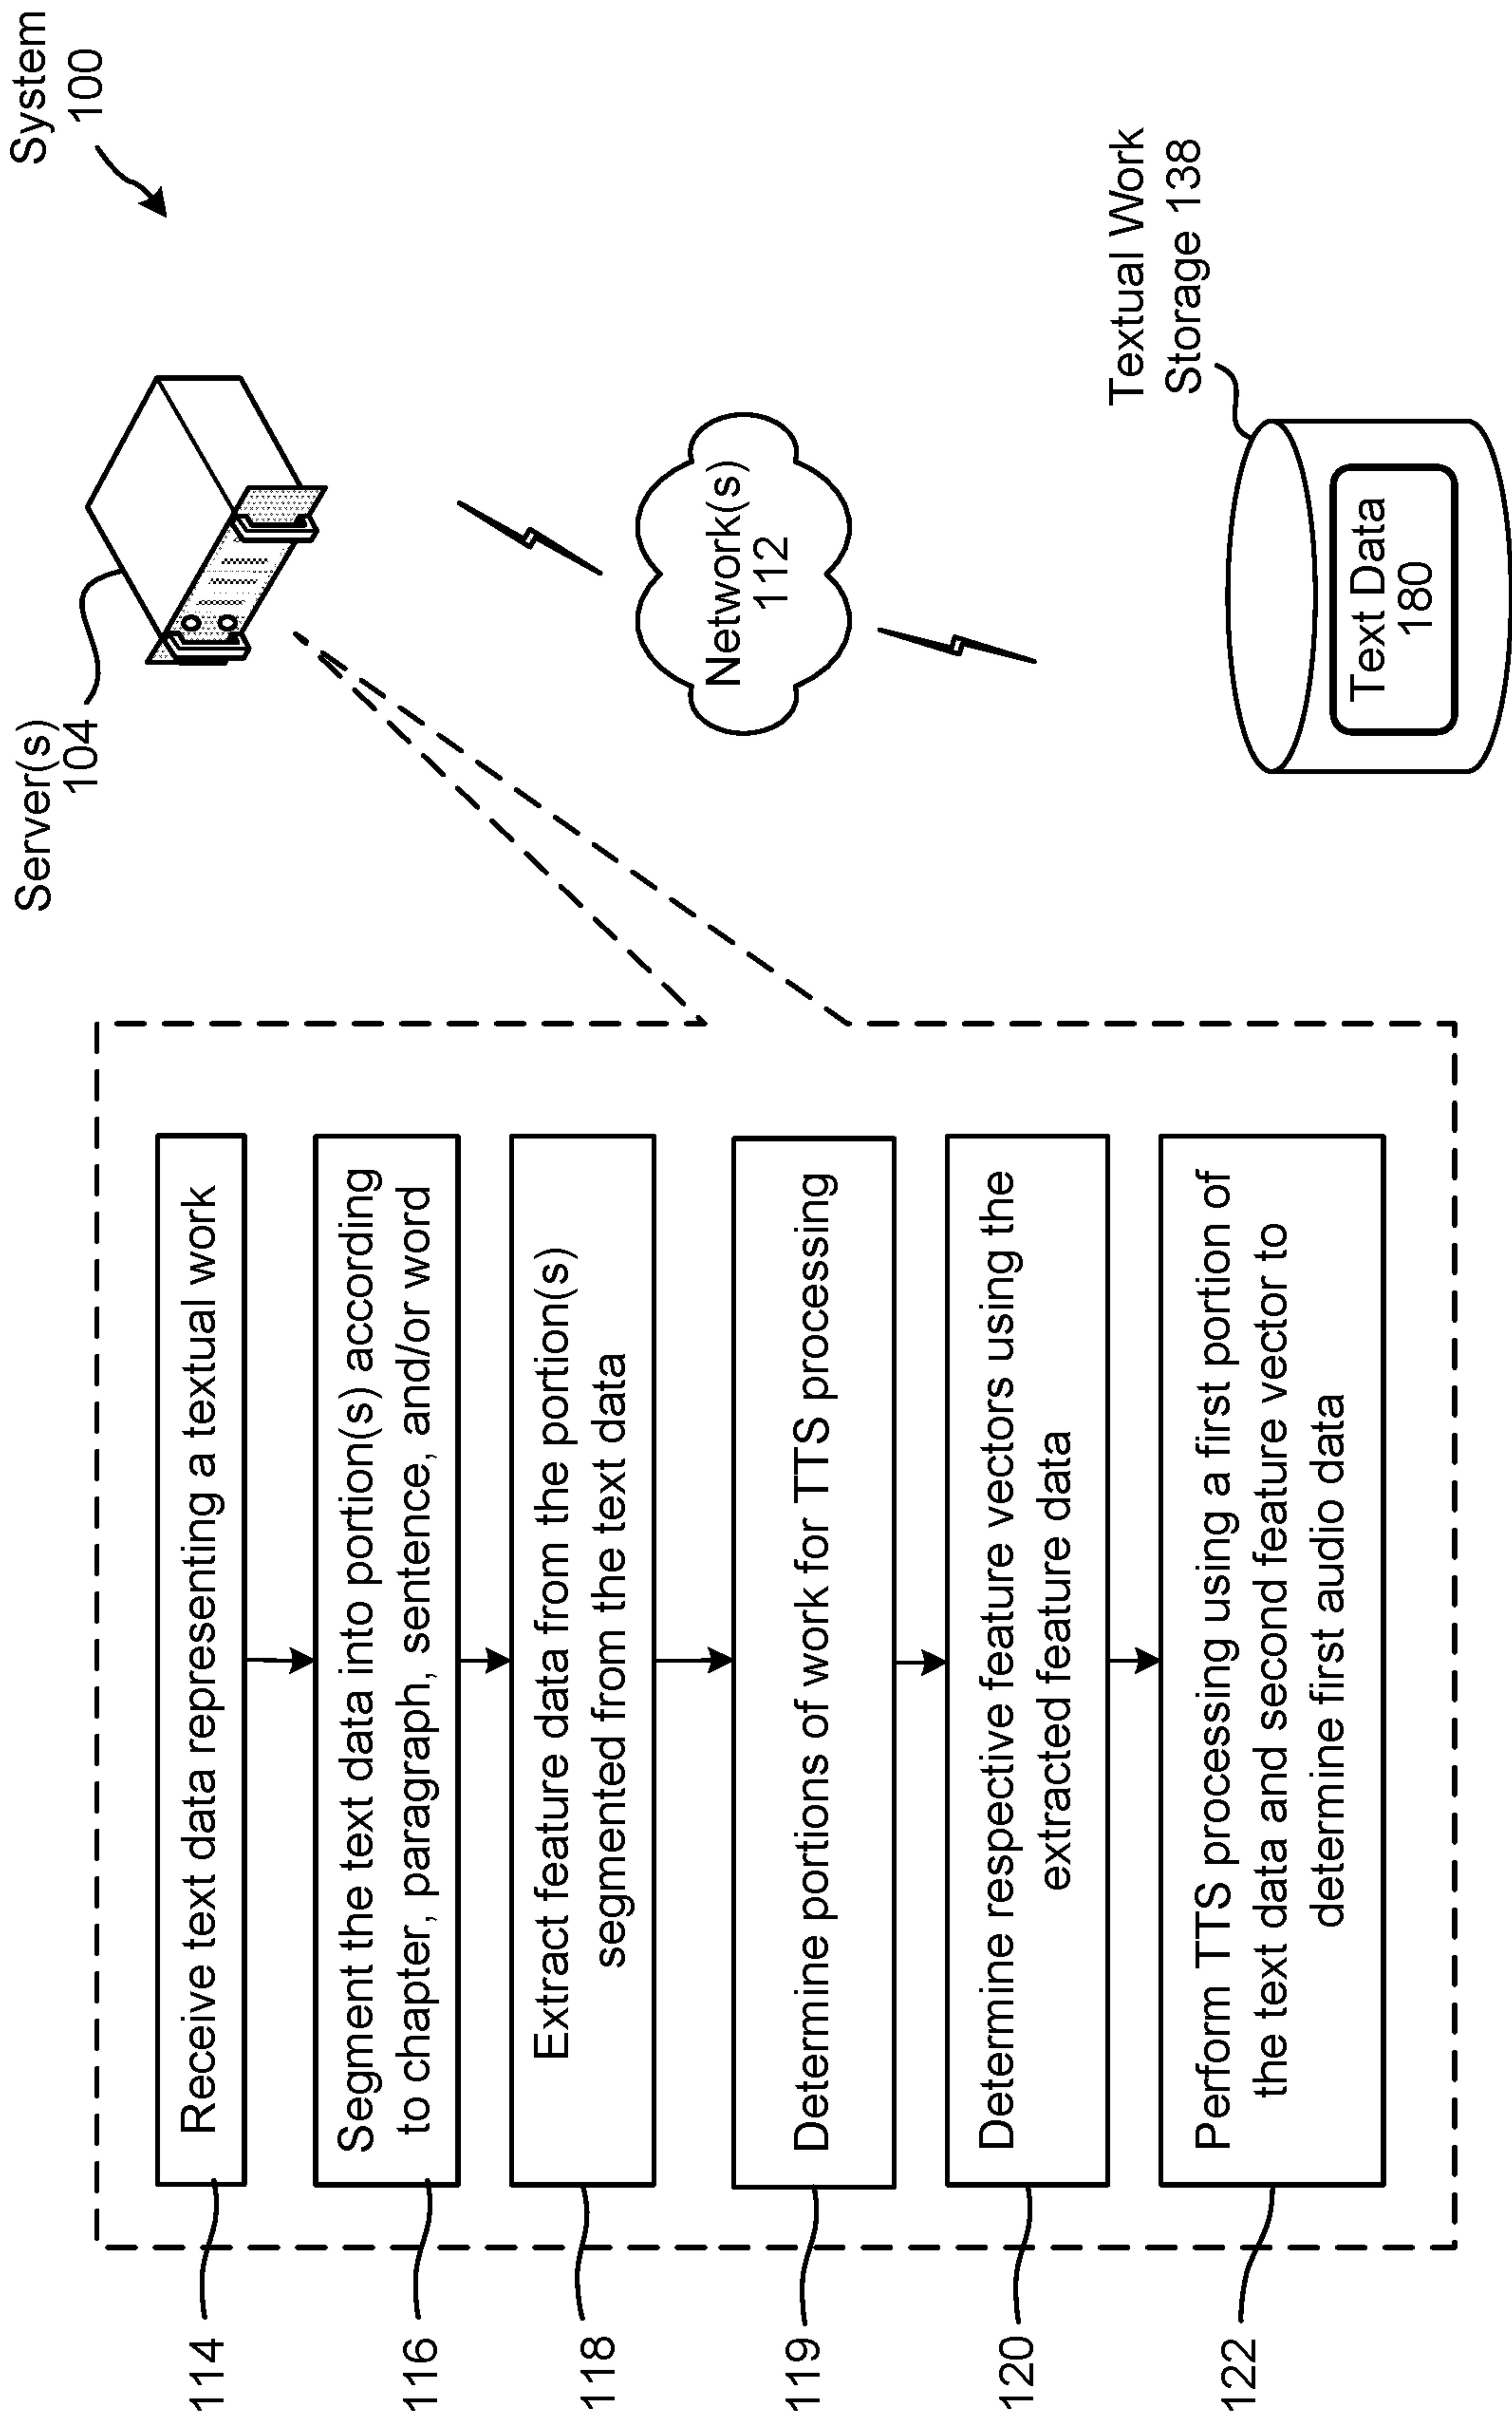 System
100
Server(s)
104
114
Receive text data representing a textual work
116
Segment the text data into portion(s) according
to chapter, paragraph, sentence, and/or word
118
Extract feature data from the portion(s)
segmented from the text data
119
Determine portions of work for TTS processing
120
Determine respective feature vectors using the
extracted feature data
122
Perform TTS processing using a first portion of
the text data and second feature vector to
determine first audio data
Network(s)
112
Textual Work
Storage 138
Text Data
180